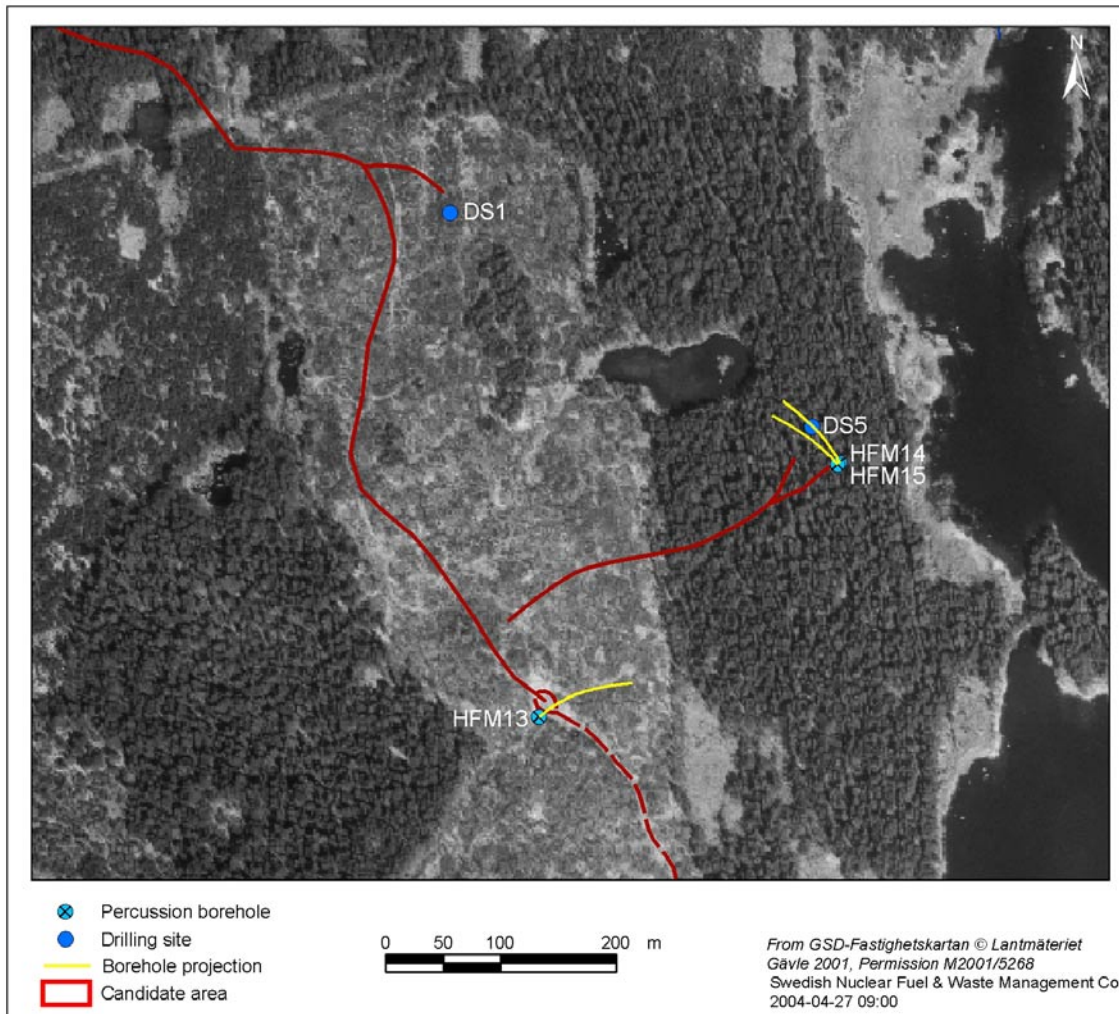 N
DS1
DS5
HFM14
HFM15
HFM13
Percussion borehole
Drilling site
Borehole projection
Candidate area
0 50 100 200 m
From GSD-Fastighetskartan © Lantmäteriet
Gävle 2001, Permission M2001/5268
Swedish Nuclear Fuel & Waste Management Co
2004-04-27 09:00